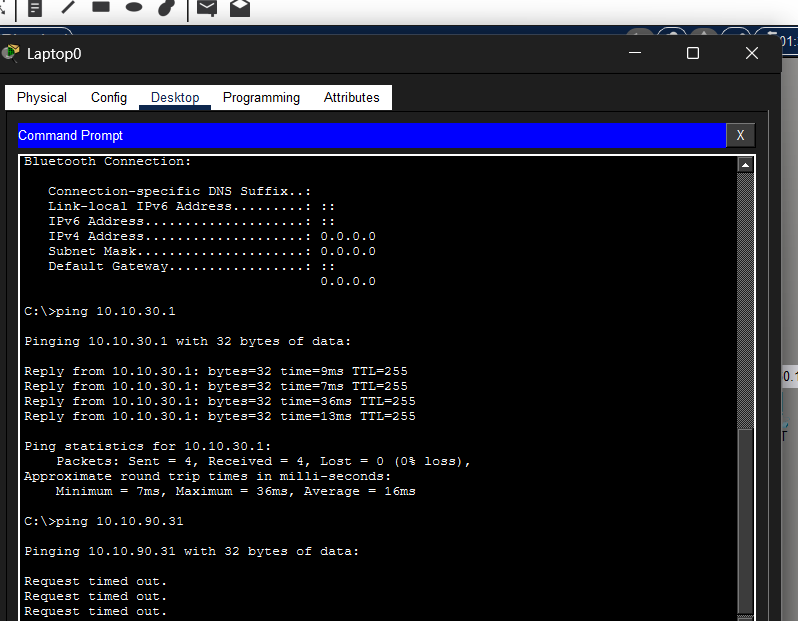 01:
Laptop0
Physical Config Desktop Programming Attributes
Command Prompt X
Bluetooth Connection:
Connection-specific DNS Suffix..:
Link-local IPv6 Address.........: ::
IPv6 Address....................: ::
IPv4 Address....................: 0.0.0.0
Subnet Mask.....................: 0.0.0.0
Default Gateway.................: ::
0.0.0.0
C:\>ping 10.10.30.1
Pinging 10.10.30.1 with 32 bytes of data:
Reply from 10.10.30.1: bytes=32 time=9ms TTL=255
Reply from 10.10.30.1: bytes=32 time=7ms TTL=255
Reply from 10.10.30.1: bytes=32 time=36ms TTL=255
Reply from 10.10.30.1: bytes=32 time=13ms TTL=255
Ping statistics for 10.10.30.1:
Packets: Sent = 4, Received = 4, Lost = 0 (0% loss),
Approximate round trip times in milli-seconds:
Minimum = 7ms, Maximum = 36ms, Average = 16ms
C:\>ping 10.10.90.31
Pinging 10.10.90.31 with 32 bytes of data:
Request timed out.
Request timed out.
Request timed out.